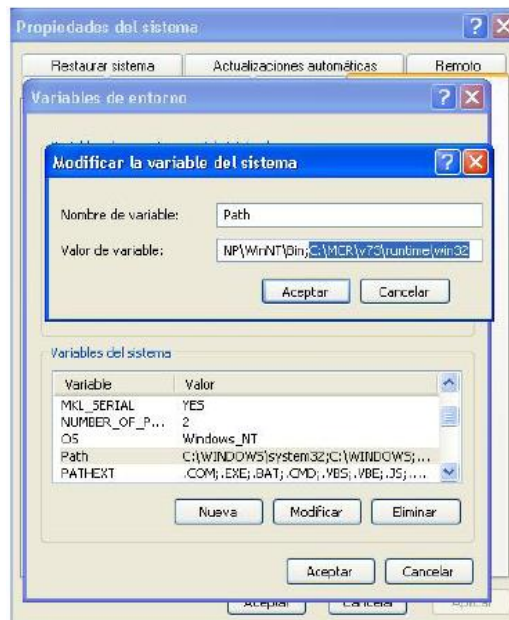 Propiedades del sistema
Restaurar sistema Actualizaciones automáticas Remoto
Variables de entorno
Modificar la variable del sistema
Nombre de variable: Path
Valor de variable: NP\WinNT\Bin;C:\MCR\v73\runtime\win32
Aceptar Cancelar
Variables del sistema
Variable Valor
MKL_SERIAL YES
NUMBER_OF_P... 2
OS Windows_NT
Path C:\WINDOWS\system32;C:\WINDOWS;...
PATHEXT .COM;.EXE;.BAT;.CMD;.VBS;.VBE;.JS;....
Nueva Modificar Eliminar
Aceptar Cancelar
Aceptar Cancelar Aplicar